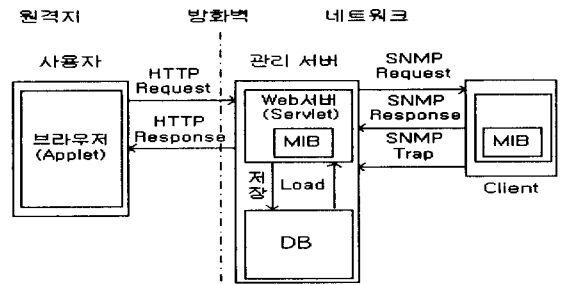 원격지
방화벽
네트워크
사용자
관리 서버
HTTP
Request
SNMP
Request
브라우저
(Applet)
HTTP
Response
Web서버
(Servlet)
MIB
SNMP
Response
SNMP
Trap
MIB
Client
저장
Load
DB